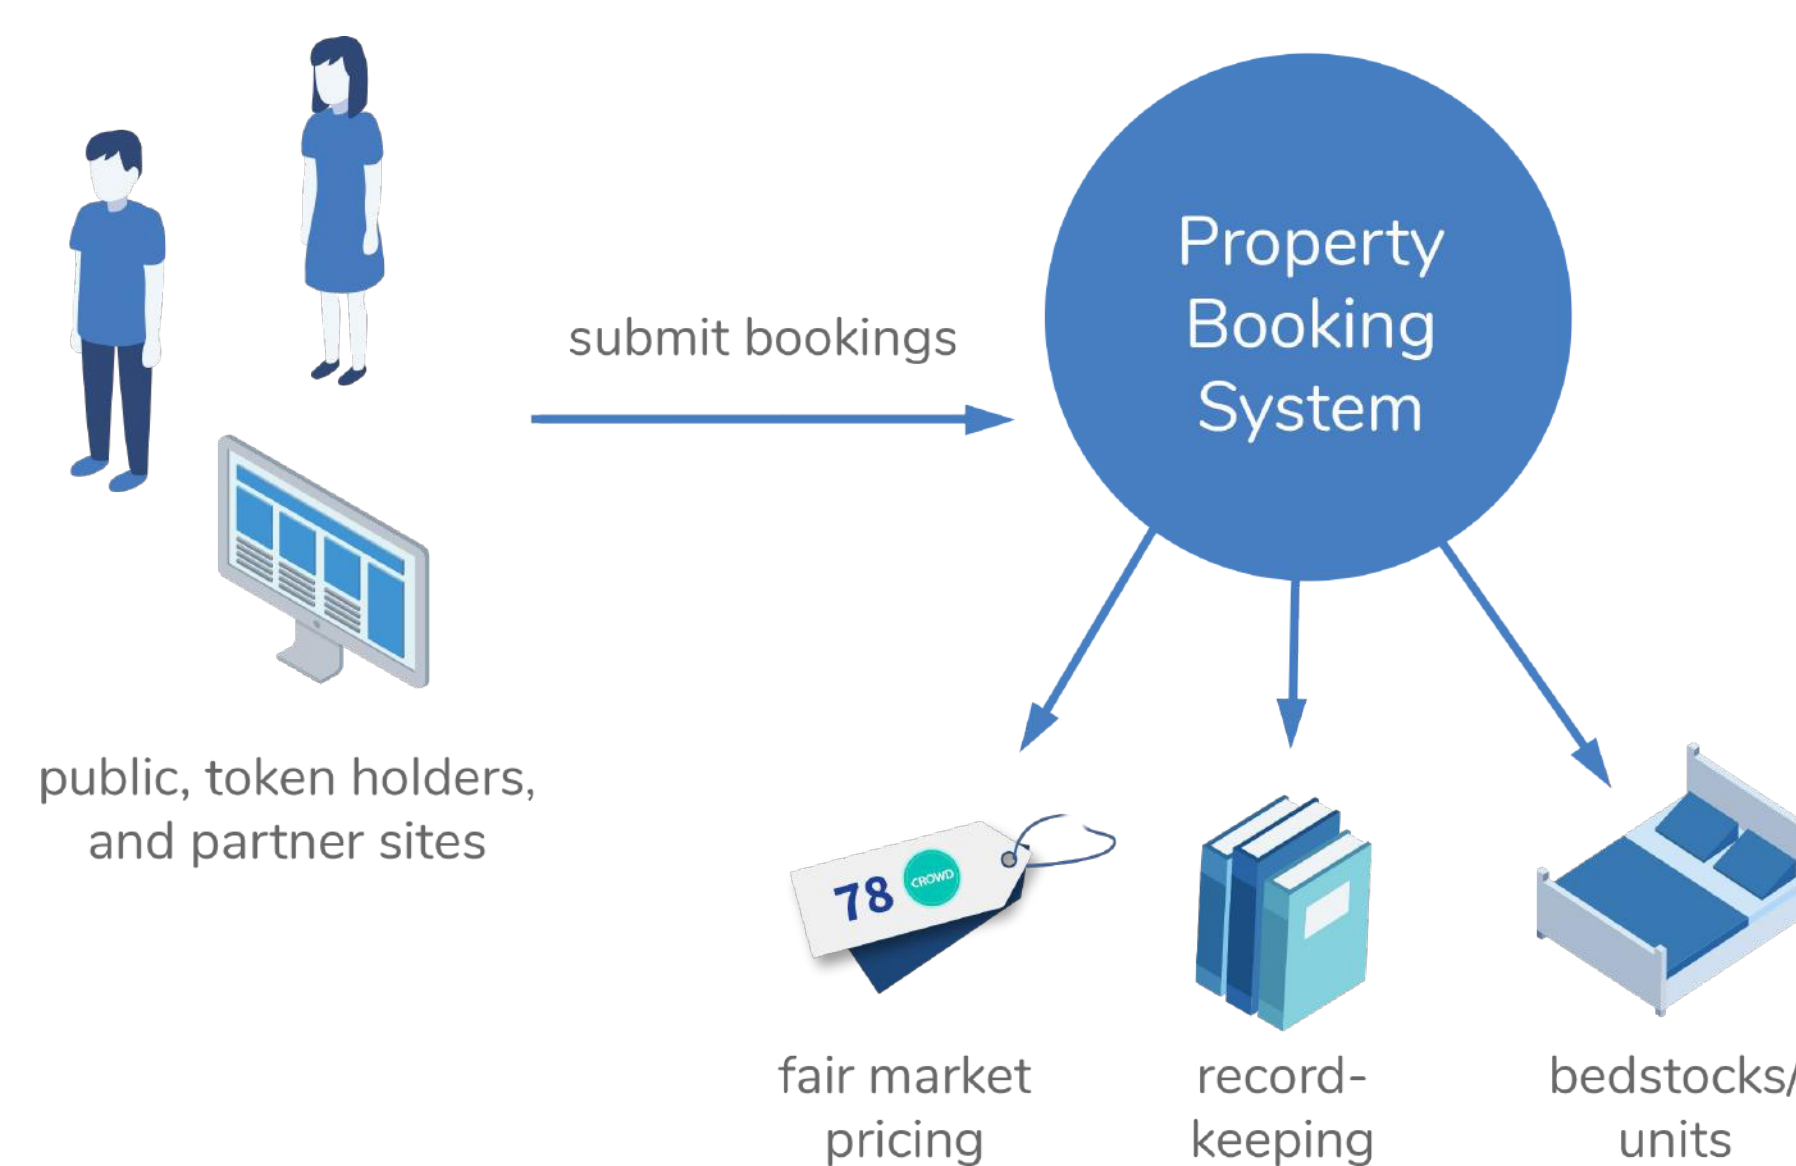 Property
Booking
System
submit bookings
public, token holders,
and partner sites
78 CROWD
fair market
pricing
record-
keeping
bedstocks/
units